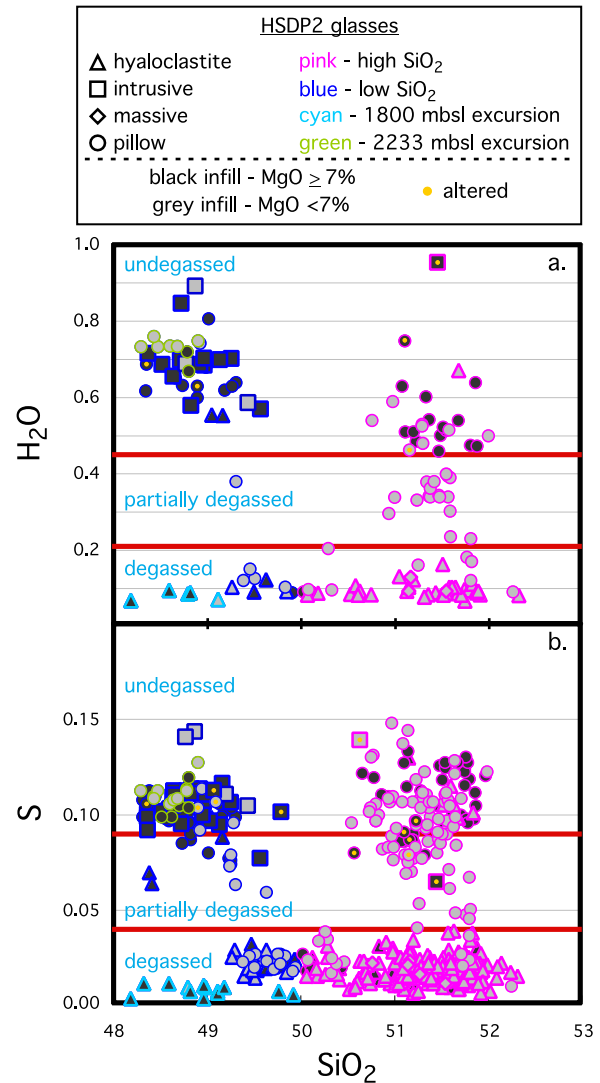 HSDP2 glasses
hyaloclastite
intrusive
massive
pillow
pink - high SiO₂
blue - low SiO₂
cyan - 1800 mbsl excursion
green - 2233 mbsl excursion
black infill - MgO ≥ 7%
grey infill - MgO <7%
altered
1.0
0.8
0.6
0.4
0.2
H₂O
undegassed
a.
partially degassed
degassed
0.15
0.10
0.05
0.00
S
b.
undegassed
partially degassed
degassed
48 49 50 51 52 53
SiO₂